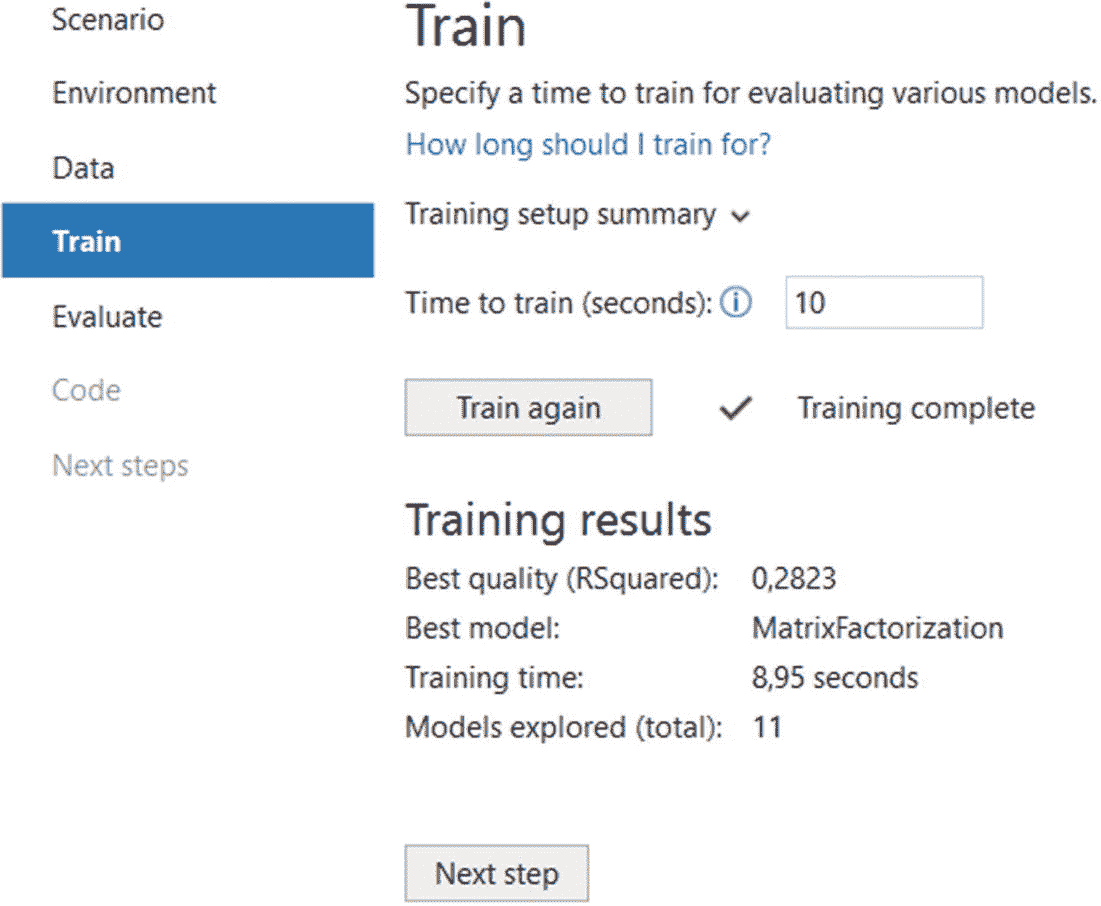 Scenario
Environment
Data
Train
Evaluate
Code
Next steps
Train
Specify a time to train for evaluating various models.
How long should I train for?
Training setup summary
Time to train (seconds): 10
Train again
Training complete
Training results
Best quality (RSquared): 0,2823
Best model: MatrixFactorization
Training time: 8,95 seconds
Models explored (total): 11
Next step